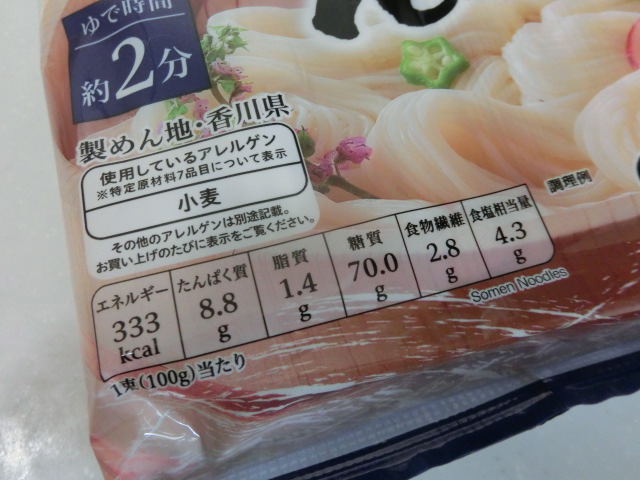 ゆで時間
約2分
製めん地・香川県
使用しているアレルゲン
※特定原材料7品目について表示
小麦
その他のアレルゲンは別途記載。
お買い上げのたびに表示をご覧ください。
調理例
エネルギー 333 kcal
たんぱく質 8.8 g
脂質 1.4 g
糖質 70.0 g
食物繊維 2.8 g
食塩相当量 4.3 g
Somen Noodles
1束(100g)当たり